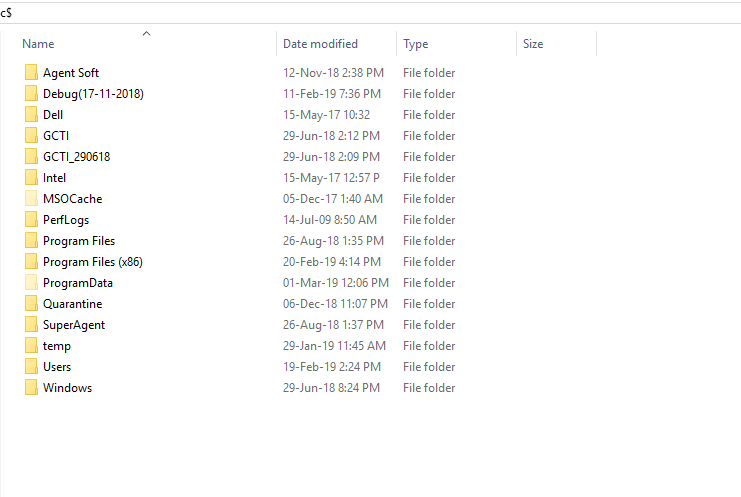 c$
Name Date modified Type Size
Agent Soft 12-Nov-18 2:38 PM File folder
Debug(17-11-2018) 11-Feb-19 7:36 PM File folder
Dell 15-May-17 10:32 File folder
GCTI 29-Jun-18 2:12 PM File folder
GCTI_290618 29-Jun-18 2:09 PM File folder
Intel 15-May-17 12:57 P File folder
MSOCache 05-Dec-17 1:40 AM File folder
PerfLogs 14-Jul-09 8:50 AM File folder
Program Files 26-Aug-18 1:35 PM File folder
Program Files (x86) 20-Feb-19 4:14 PM File folder
ProgramData 01-Mar-19 12:06 PM File folder
Quarantine 06-Dec-18 11:07 PM File folder
SuperAgent 26-Aug-18 1:37 PM File folder
temp 29-Jan-19 11:45 AM File folder
Users 19-Feb-19 2:24 PM File folder
Windows 29-Jun-18 8:24 PM File folder